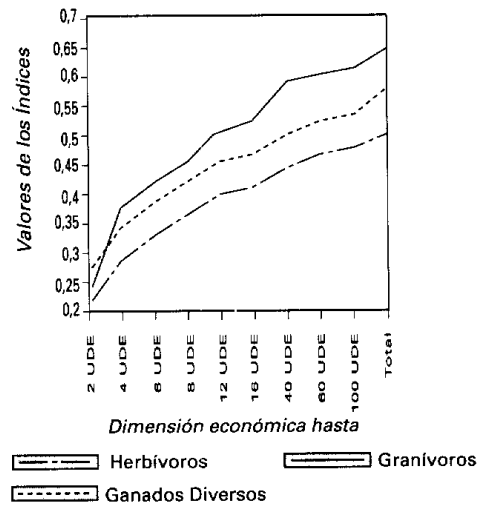 Valores de los Índices
0,7
0,65
0,6
0,55
0,5
0,45
0,4
0,35
0,3
0,25
0,2
2 UDE
4 UDE
6 UDE
8 UDE
12 UDE
16 UDE
40 UDE
60 UDE
100 UDE
Total
Dimensión económica hasta
Herbívoros
Granívoros
Ganados Diversos